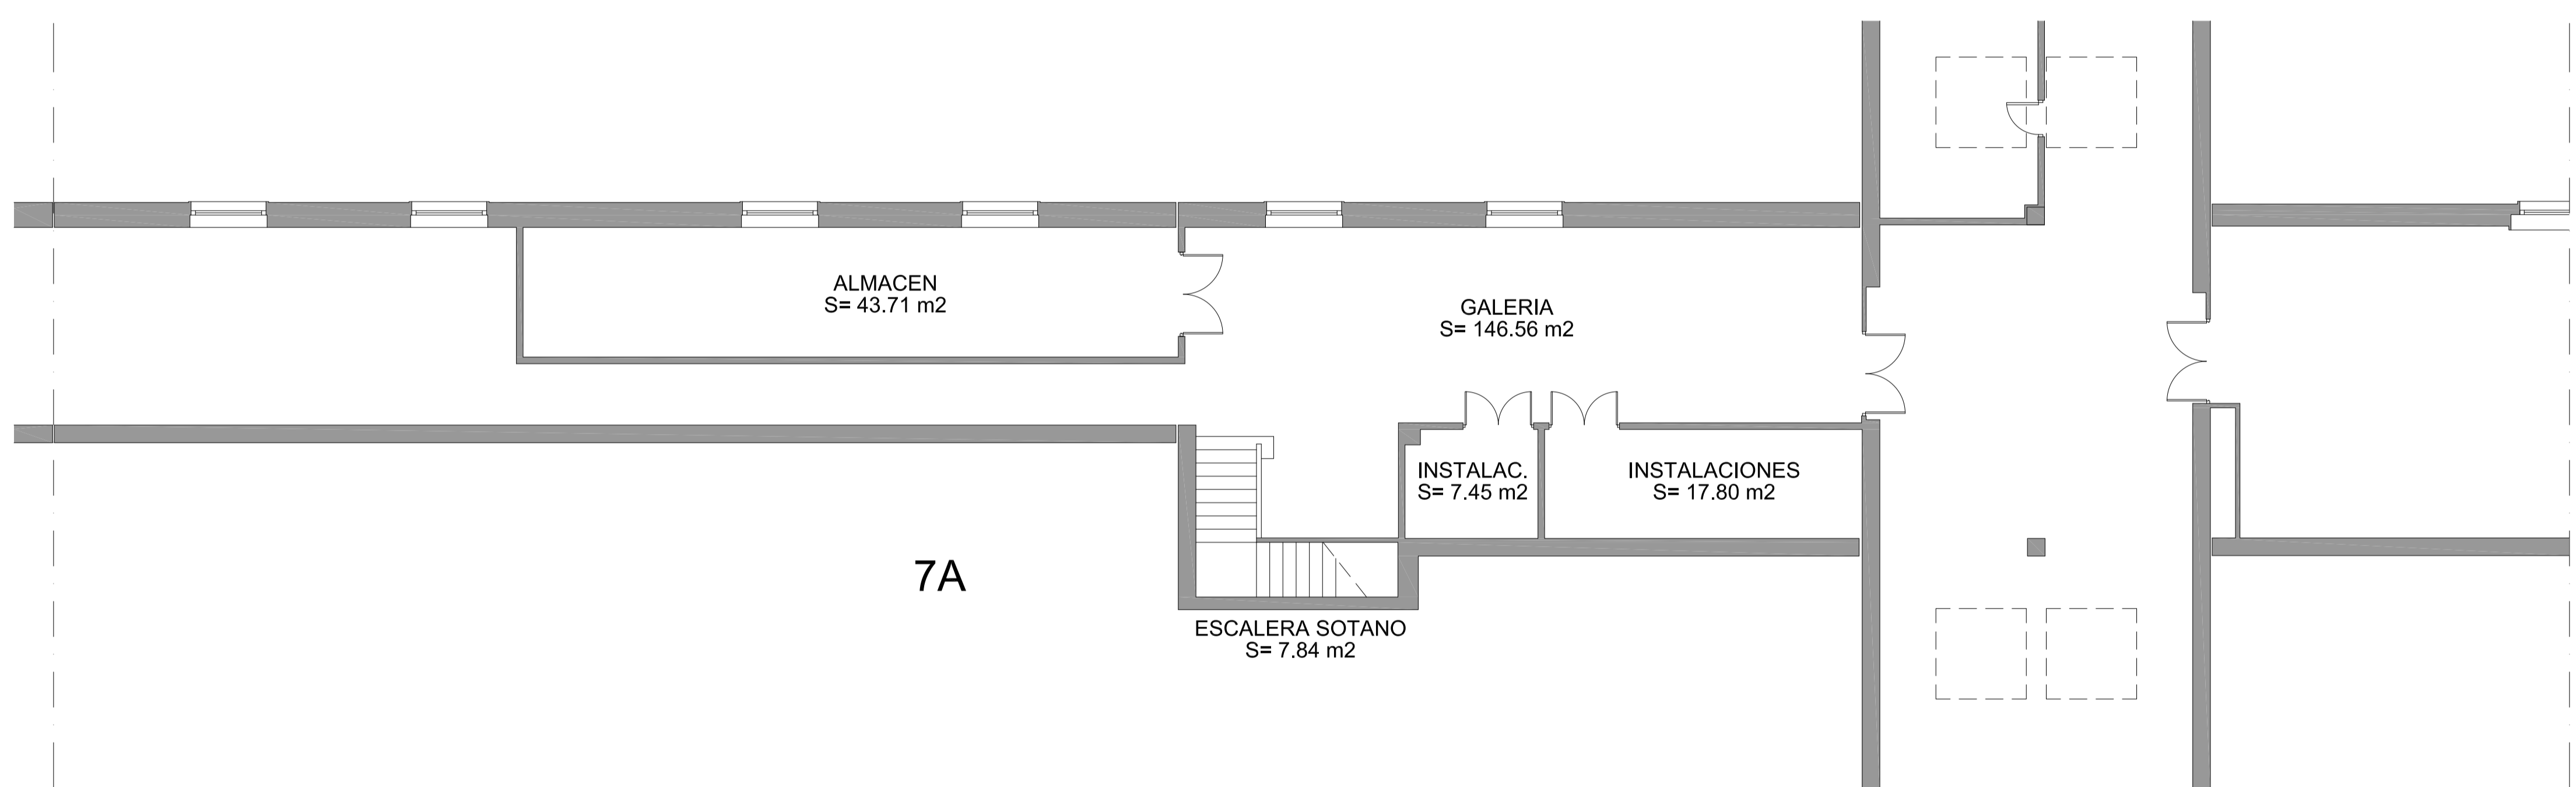 ALMACEN
S= 43.71 m2
GALERIA
S= 146.56 m2
INSTALAC.
S= 7.45 m2
INSTALACIONES
S= 17.80 m2
7A
ESCALERA SOTANO
S= 7.84 m2